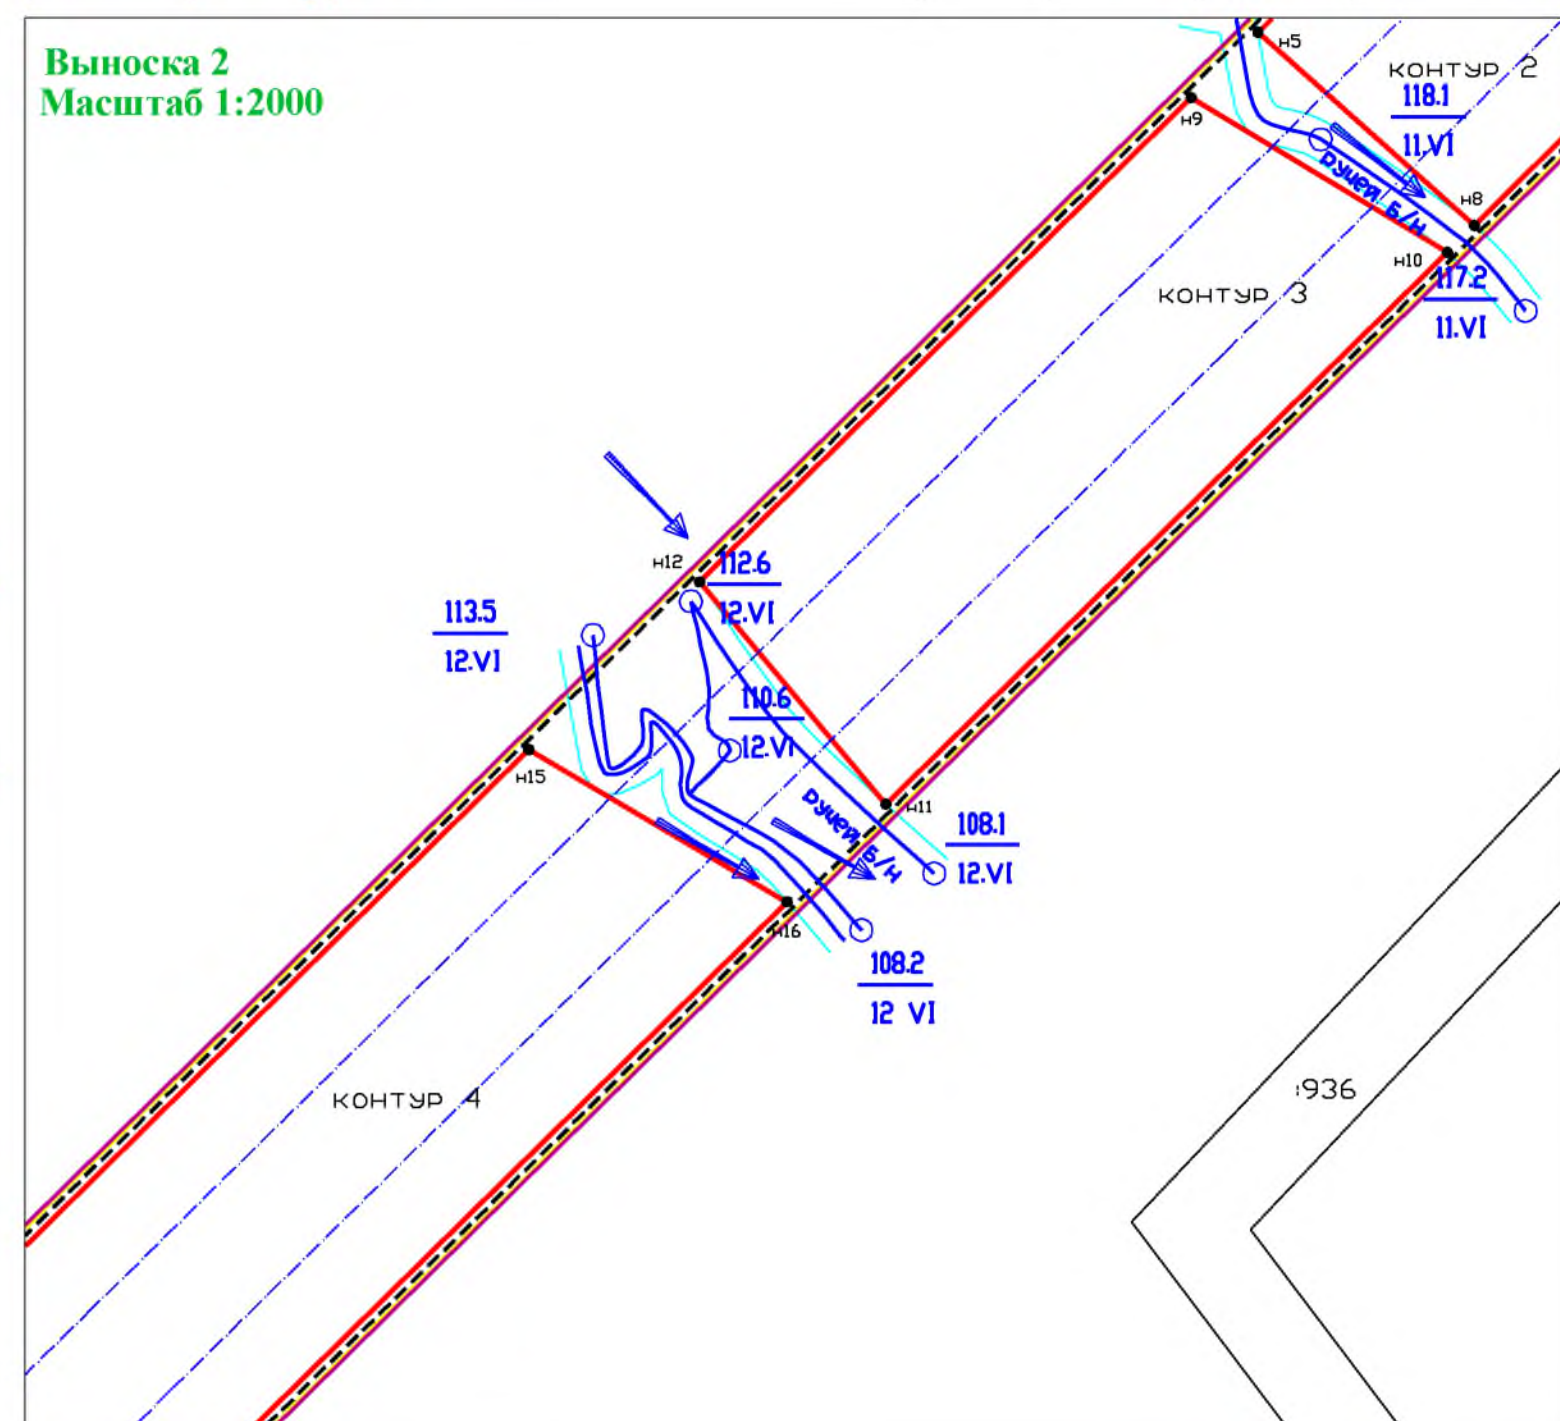 Выноска 2
Масштаб 1:2000
н5
КОНТУР 2
118.1
11.VI
н9
ручей Б/Н
н8
н10
117.2
11.VI
КОНТУР 3
н12
112.6
12.VI
113.5
12.VI
110.6
12.VI
н15
ручей Б/Н
н11
108.1
12.VI
н16
108.2
12 VI
КОНТУР 4
:936